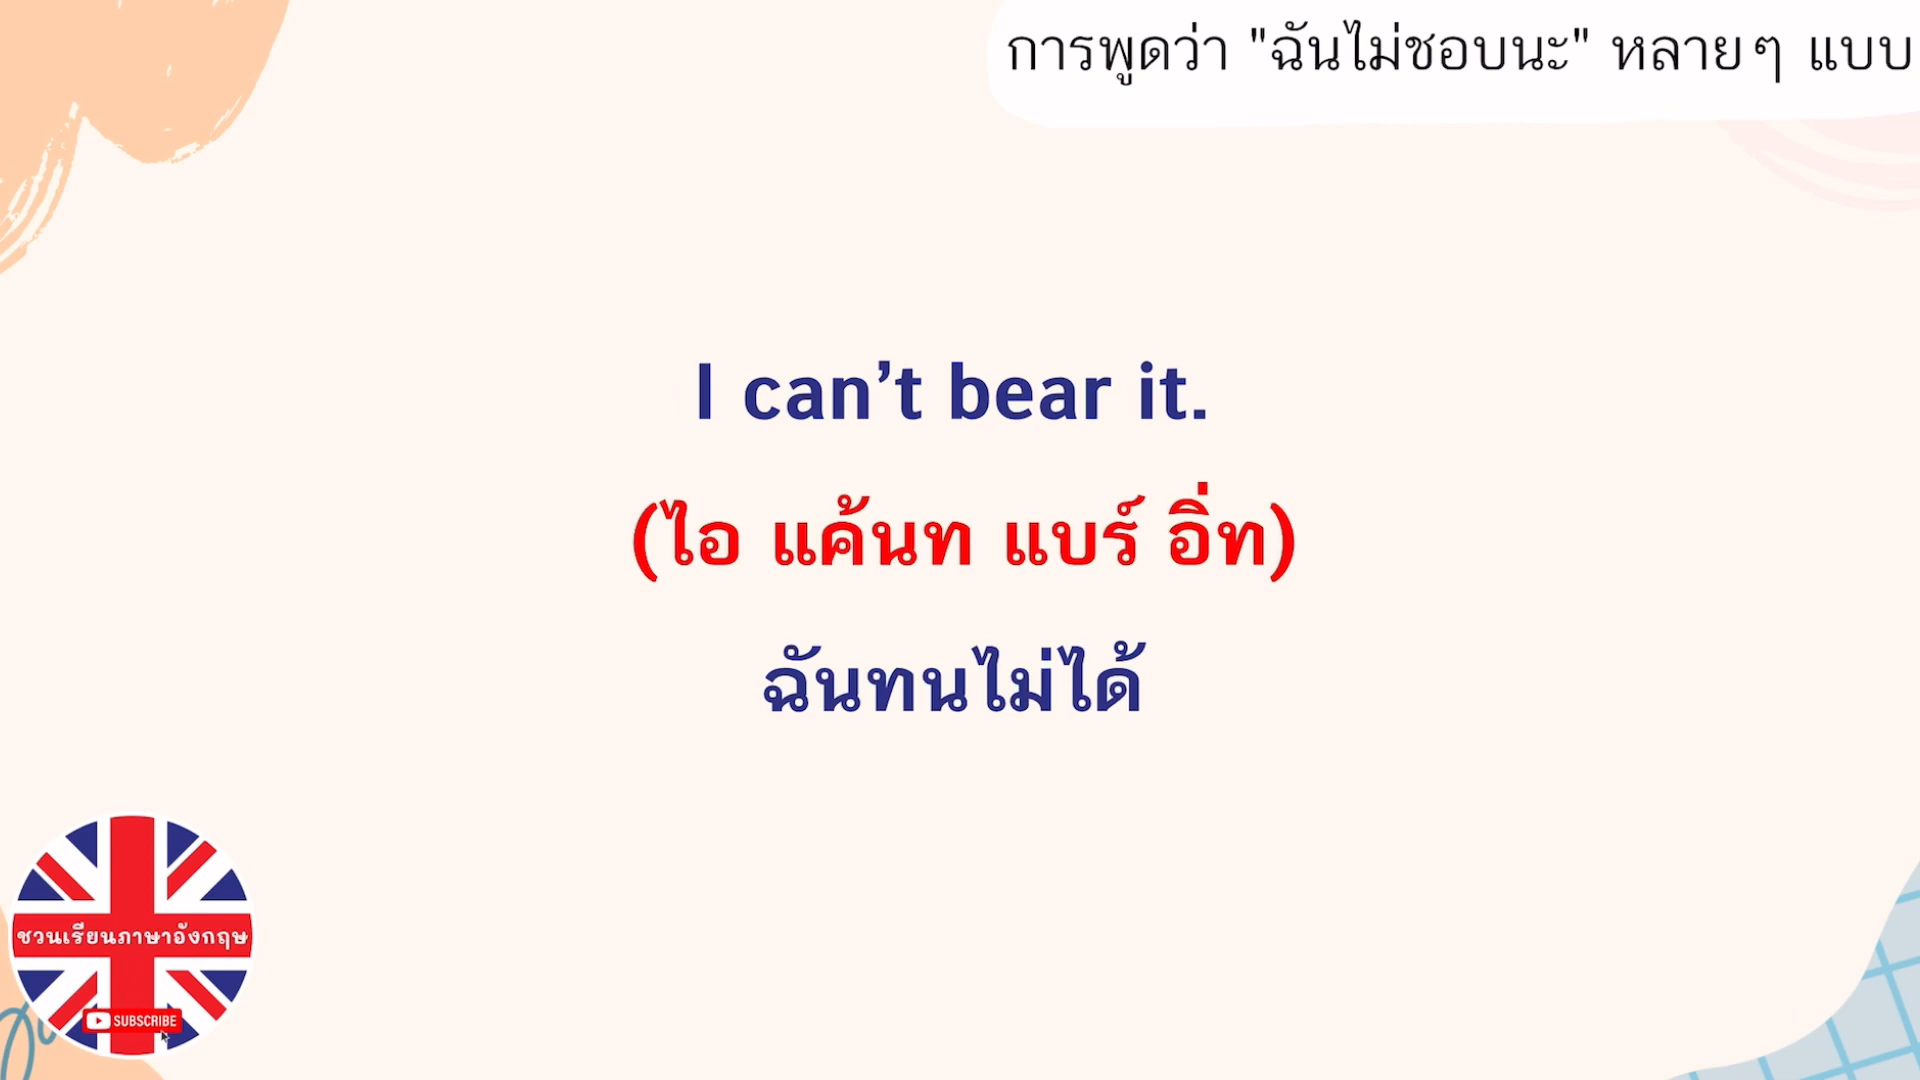 การพูดว่า "ฉันไม่ชอบนะ" หลายๆ แบบ
I can’t bear it.
(ไอ แค้นท แบร์ อิ่ท)
ฉันทนไม่ได้
ชวนเรียนภาษาอังกฤษ
SUBSCRIBE